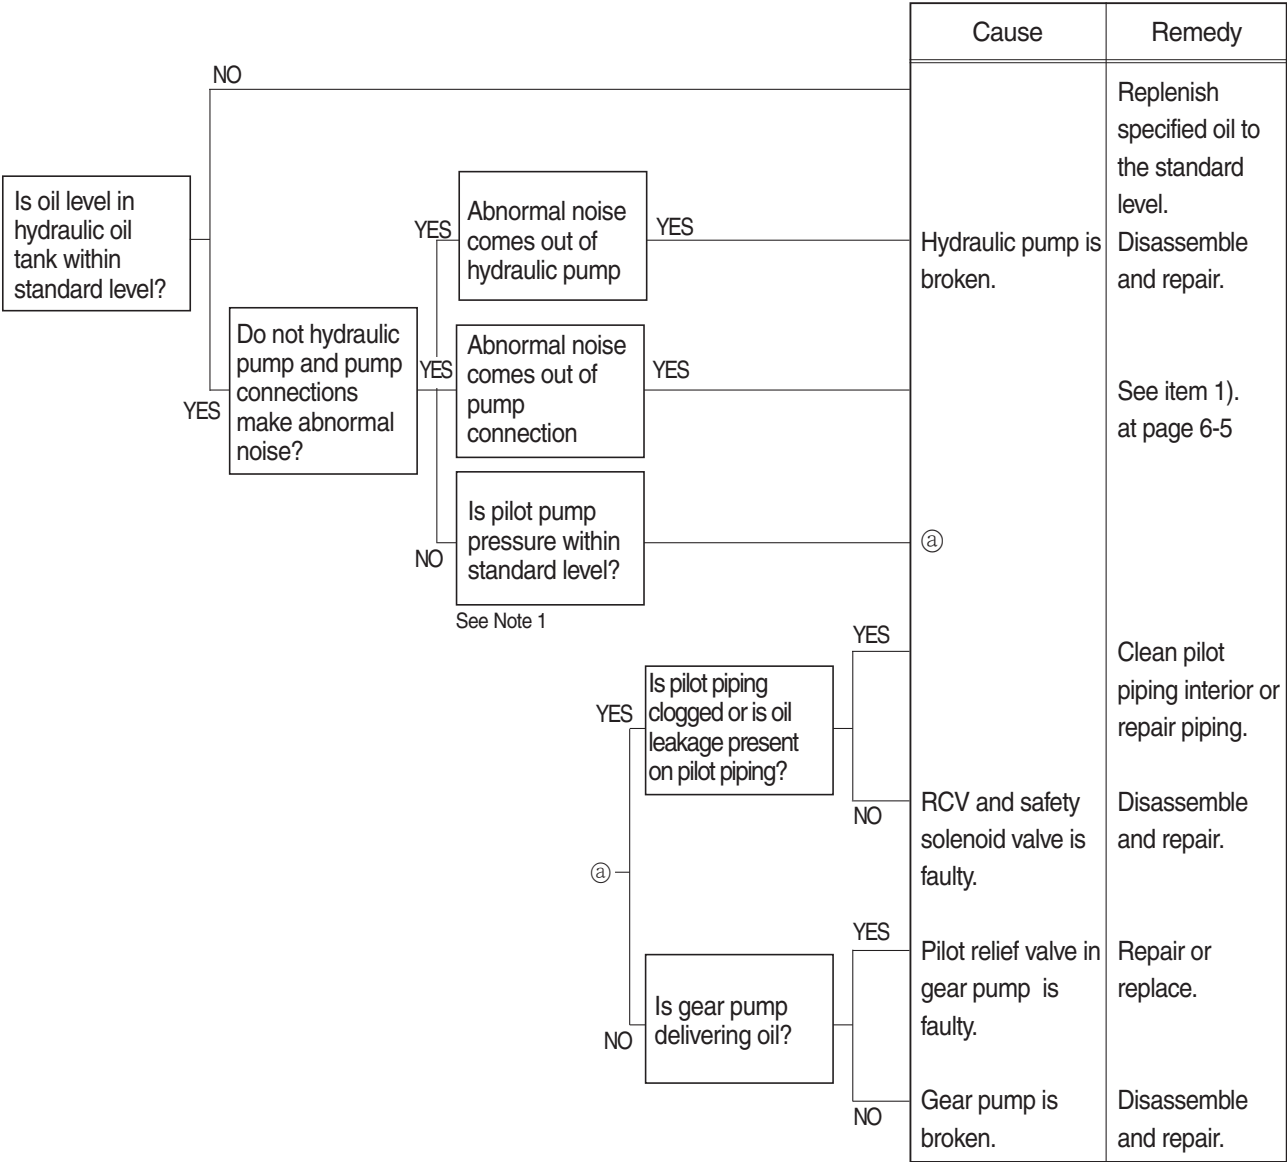 Cause
Remedy
NO
Replenish
specified oil to
the standard
level.
Is oil level in
hydraulic oil
tank within
standard level?
YES
Abnormal noise
comes out of
hydraulic pump
YES
Hydraulic pump is
broken.
Disassemble
and repair.
YES
Do not hydraulic
pump and pump
connections
make abnormal
noise?
YES
Abnormal noise
comes out of
pump
connection
YES
See item 1).
at page 6-5
NO
Is pilot pump
pressure within
standard level?
See Note 1
ⓐ
YES
Is pilot piping
clogged or is oil
leakage present
on pilot piping?
YES
Clean pilot
piping interior or
repair piping.
NO
RCV and safety
solenoid valve is
faulty.
Disassemble
and repair.
ⓐ
NO
Is gear pump
delivering oil?
YES
Pilot relief valve in
gear pump is
faulty.
Repair or
replace.
NO
Gear pump is
broken.
Disassemble
and repair.